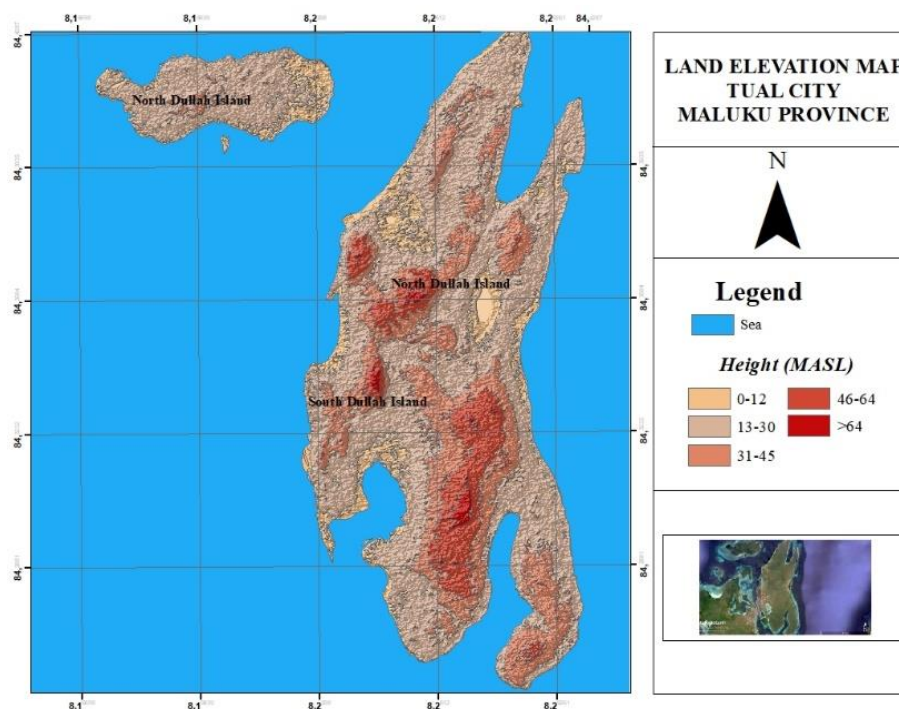 8,1
8,1
8,2
8,2
8,2
84,
LAND ELEVATION MAP
TUAL CITY
MALUKU PROVINCE
N
North Dullah Island
North Dullah Island
South Dullah Island
Legend
Sea
Height (MASL)
0-12
46-64
13-30
>64
31-45
84,
84,
84,
84,
84,
84,
84,
84,
84,
8,1
8,1
8,2
8,2
8,2